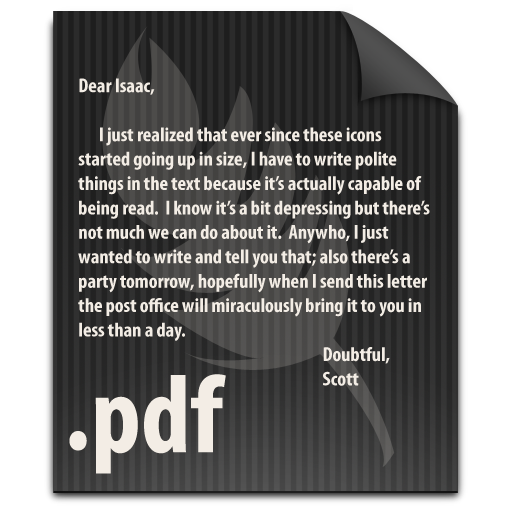 Dear Isaac,
I just realized that ever since these icons
started going up in size, I have to write polite
things in the text because it's actually capable of
being read.  I know it's a bit depressing but there's
not much we can do about it.  Anywho, I just
wanted to write and tell you that; also there's a
party tomorrow, hopefully when I send this letter
the post office will miraculously bring it to you in
less than a day.
Doubtful,
Scott
.pdf